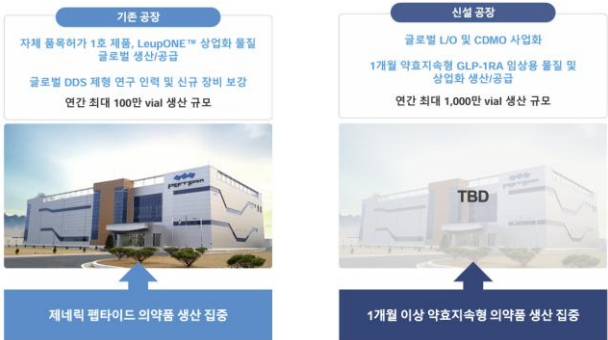 기존 공장
자체 품목허가 1호 제품, LeupONE™ 상업화 물질
글로벌 생산/공급
글로벌 DDS 제형 연구 인력 및 신규 장비 보강
연간 최대 100만 vial 생산 규모
제네릭 펩타이드 의약품 생산 집중
신설 공장
글로벌 L/O 및 CDMO 사업화
1개월 약효지속형 GLP-1RA 임상용 물질 및
상업화 생산/공급
연간 최대 1,000만 vial 생산 규모
TBD
1개월 이상 약효지속형 의약품 생산 집중